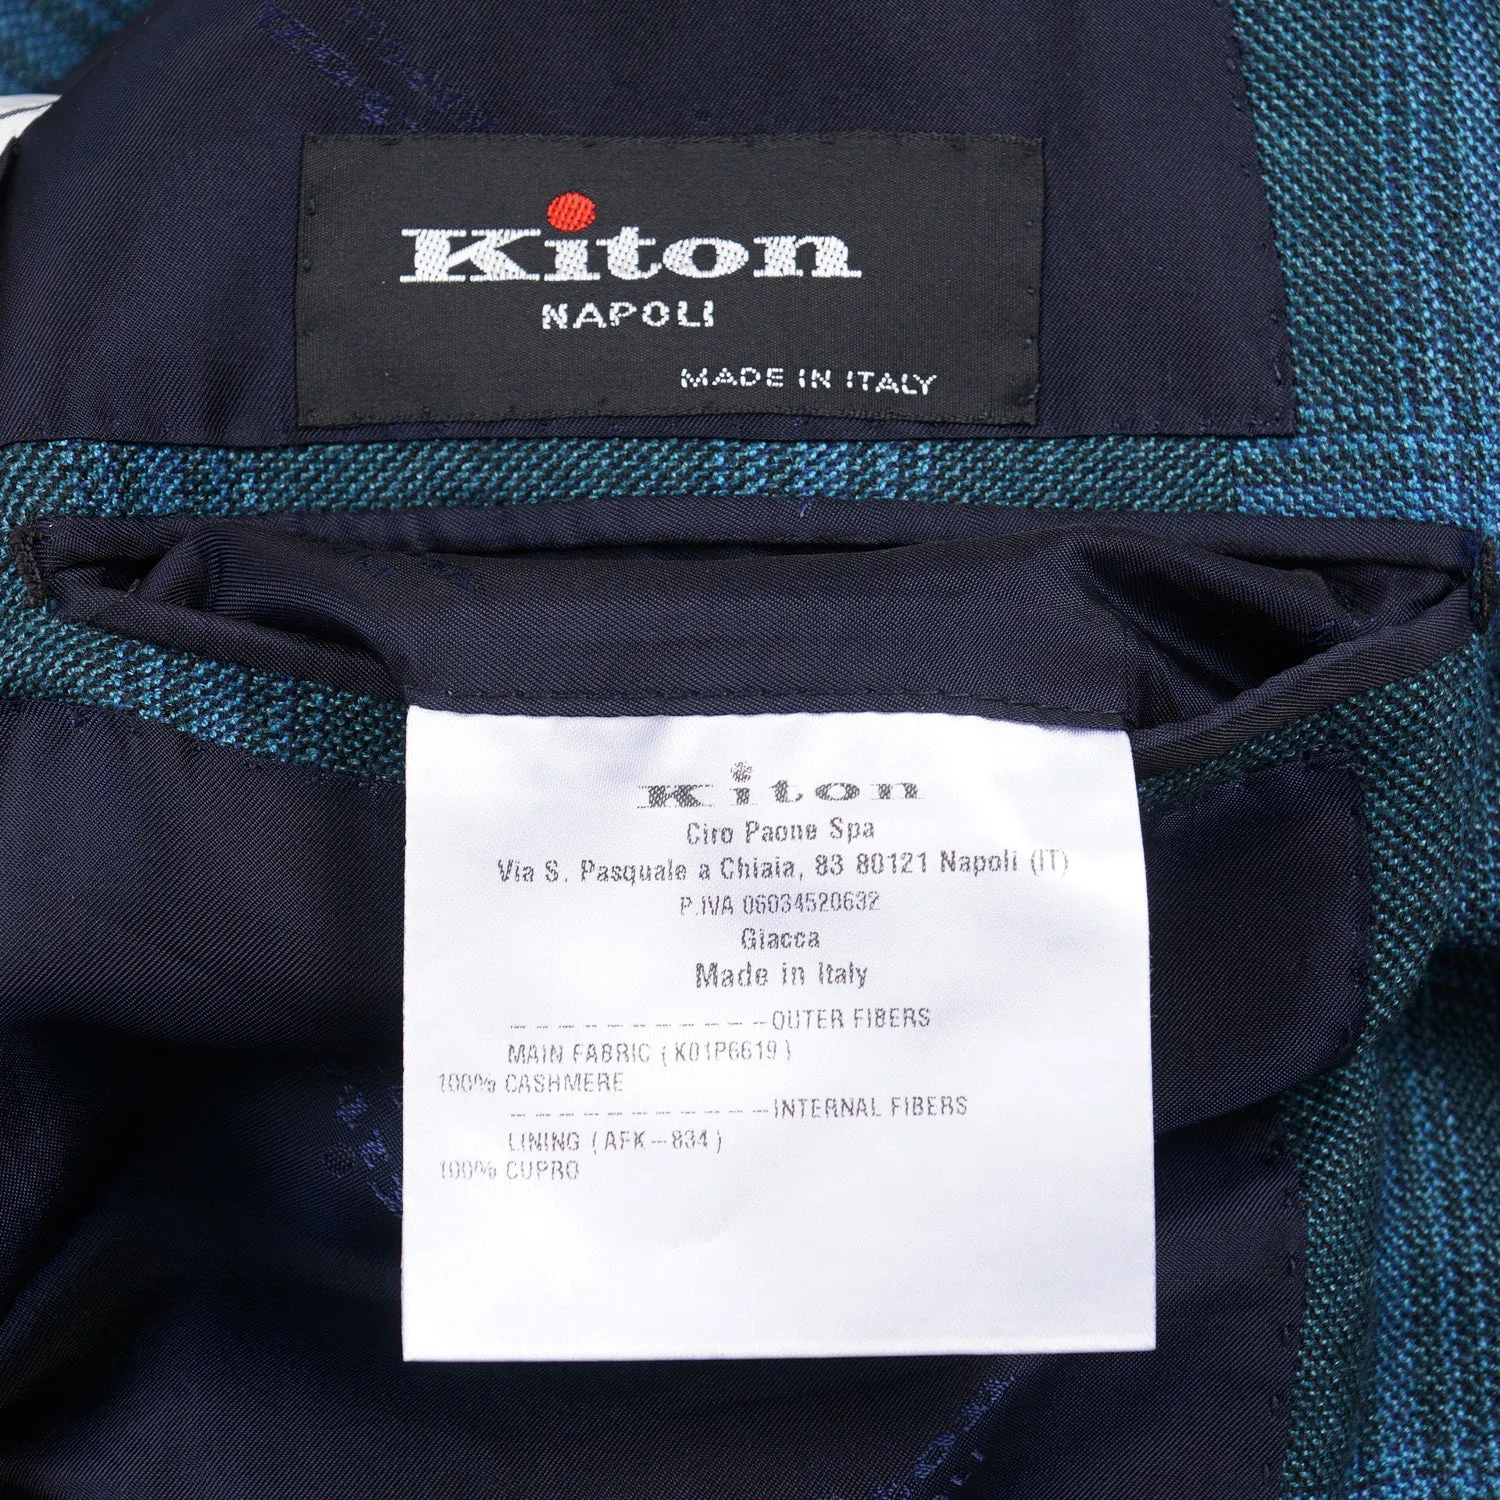 Kiton
NAPOLI
MADE IN ITALY
Kiton
Ciro Paone Spa
Via S. Pasquale a Chiaia, 83 80121 Napoli (IT)
P.IVA 06034520632
Giacca
Made in Italy
-----------OUTER FIBERS
MAIN FABRIC (K01P6619)
100% CASHMERE
-----------INTERNAL FIBERS
LINING (AFK-834)
100% CUPRO